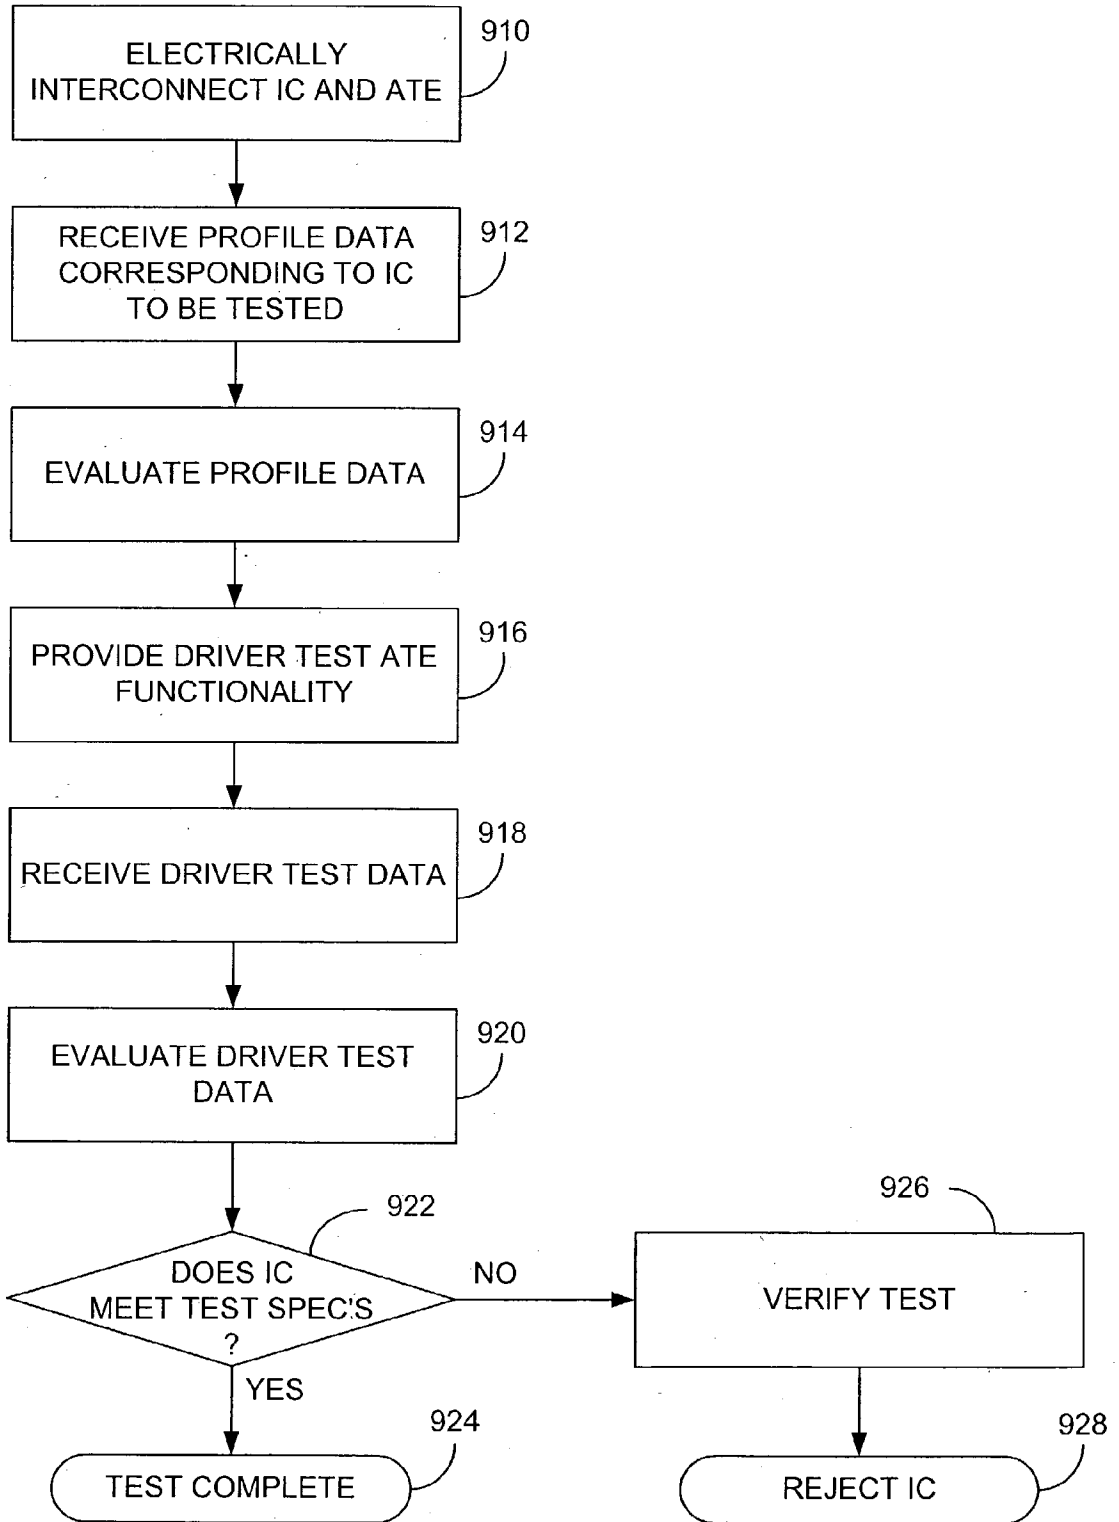 910
ELECTRICALLY
INTERCONNECT IC AND ATE
912
RECEIVE PROFILE DATA
CORRESPONDING TO IC
TO BE TESTED
914
EVALUATE PROFILE DATA
916
PROVIDE DRIVER TEST ATE
FUNCTIONALITY
918
RECEIVE DRIVER TEST DATA
920
EVALUATE DRIVER TEST
DATA
922
DOES IC
MEET TEST SPEC'S
?
NO
926
VERIFY TEST
YES
924
TEST COMPLETE
928
REJECT IC